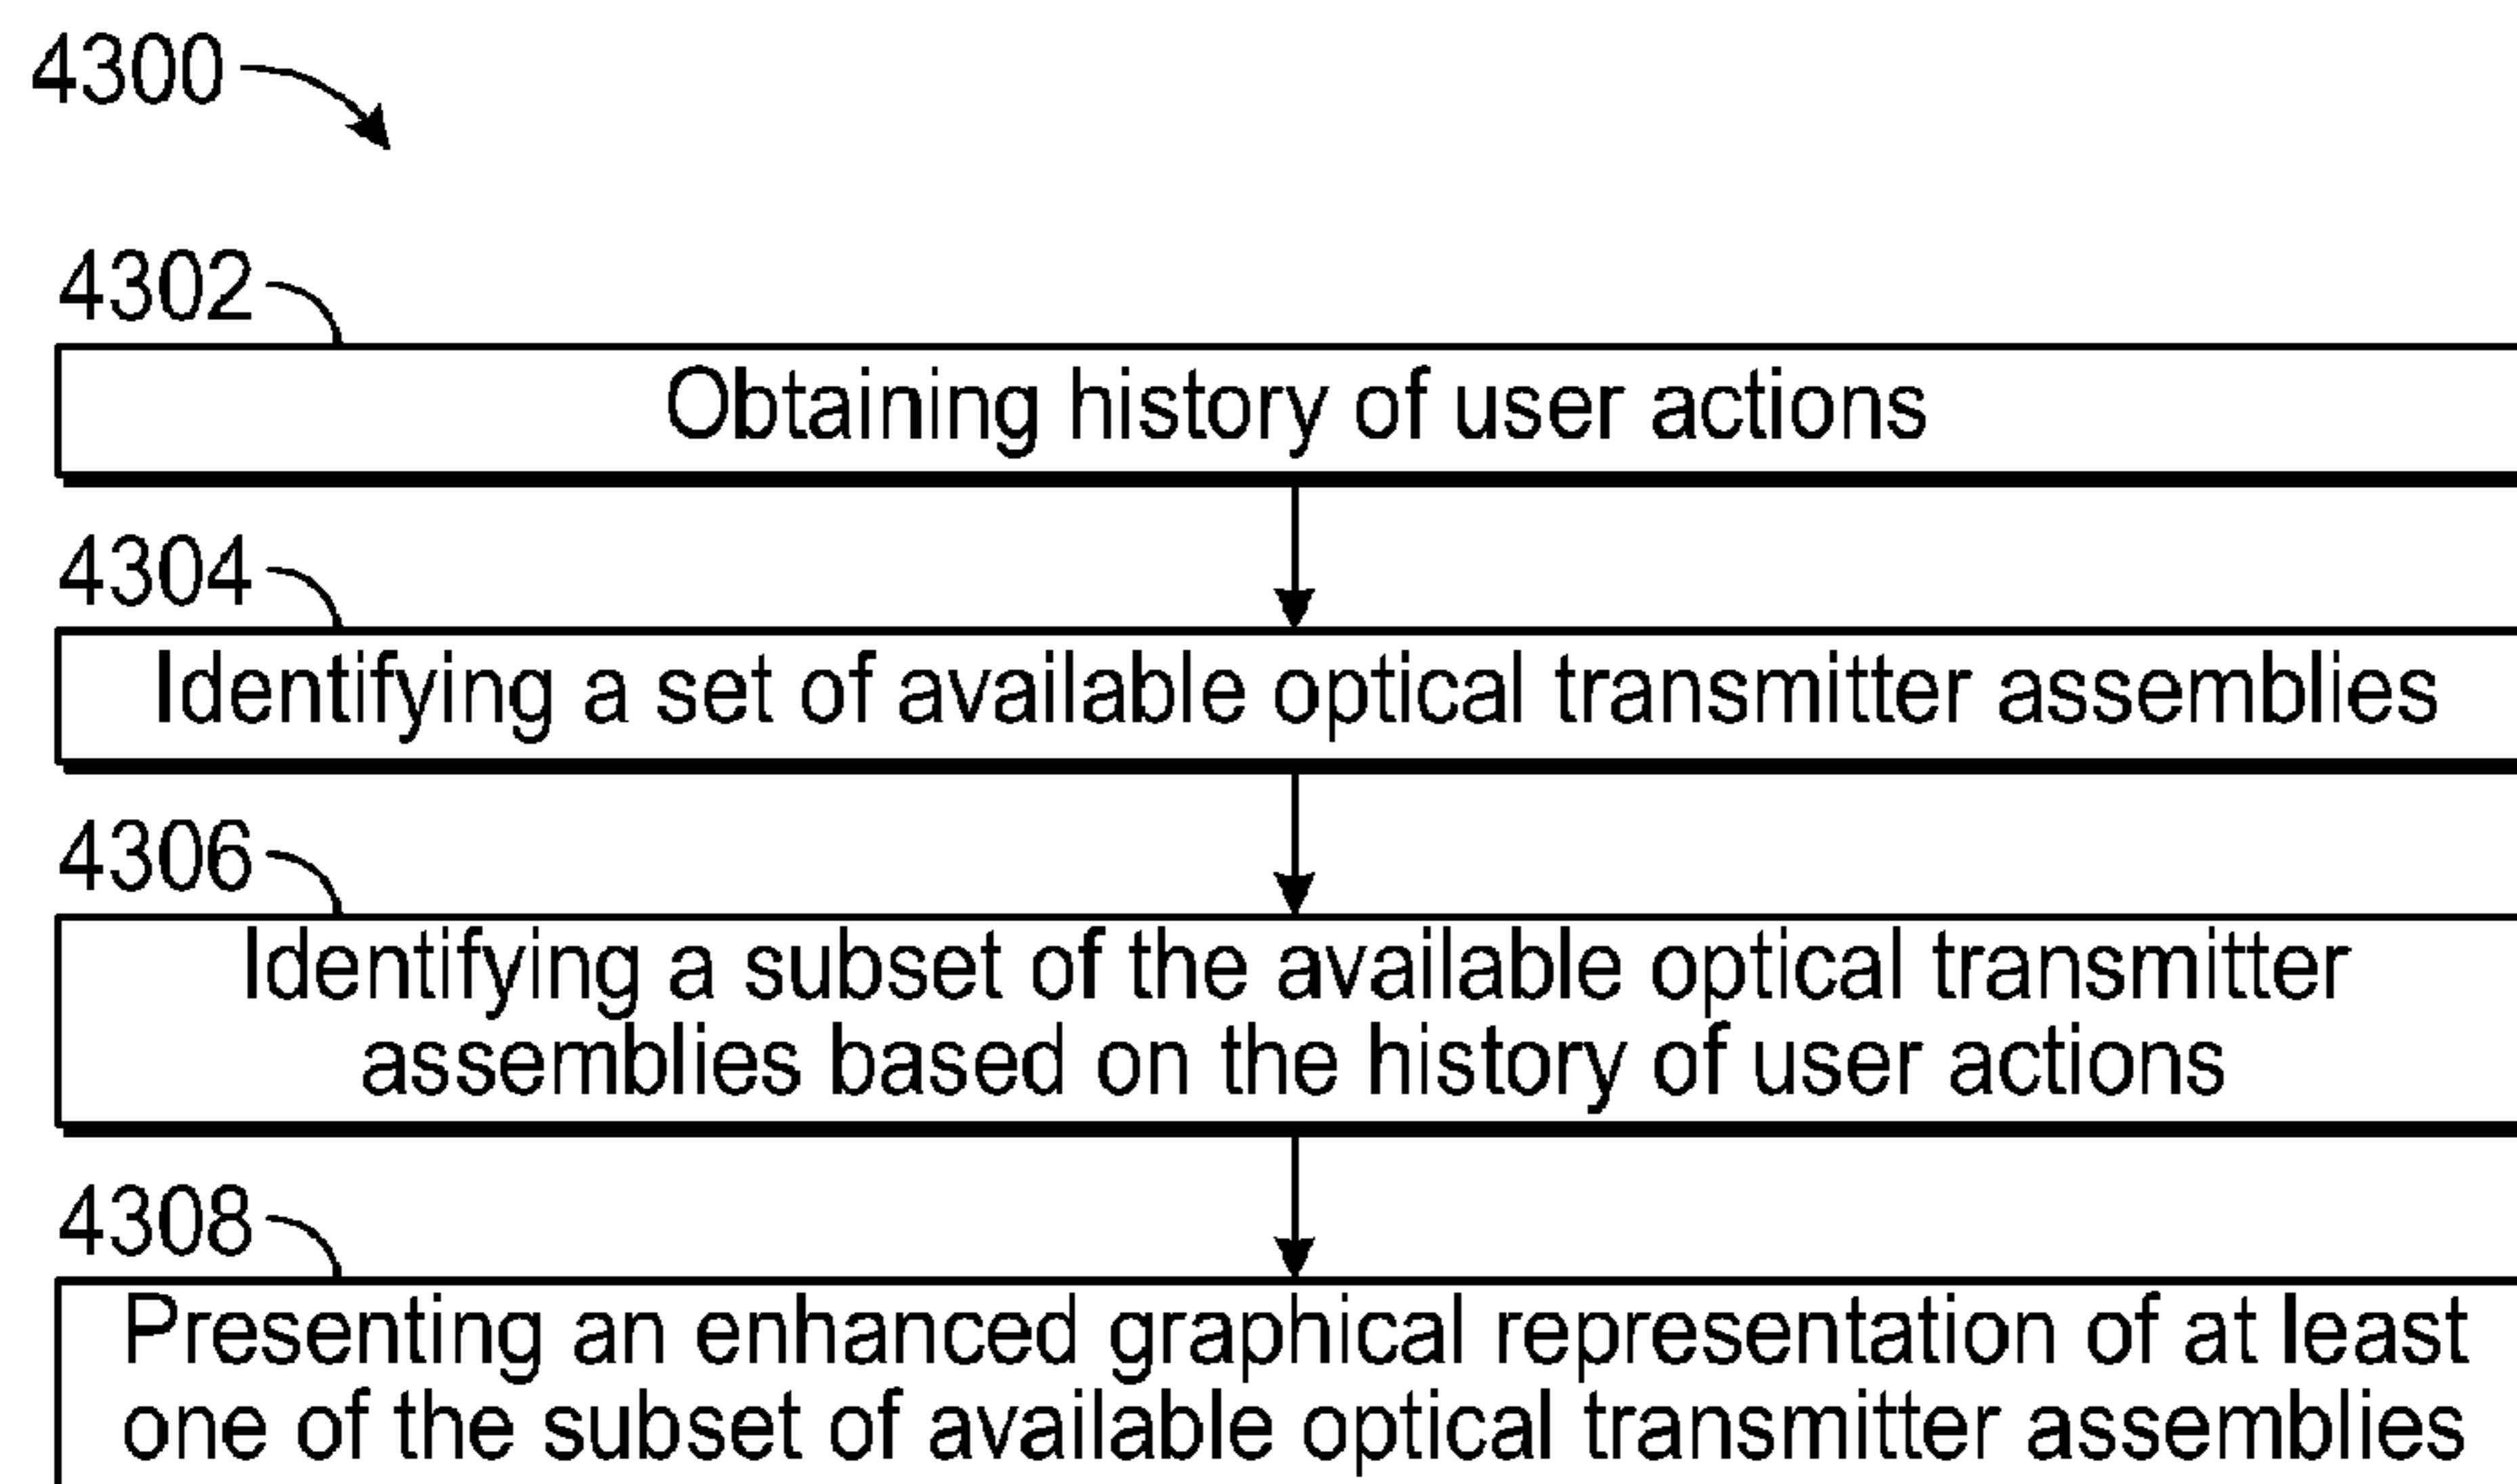 4300
4302
Obtaining history of user actions
4304
Identifying a set of available optical transmitter assemblies
4306
Identifying a subset of the available optical transmitter
assemblies based on the history of user actions
4308
Presenting an enhanced graphical representation of at least
one of the subset of available optical transmitter assemblies